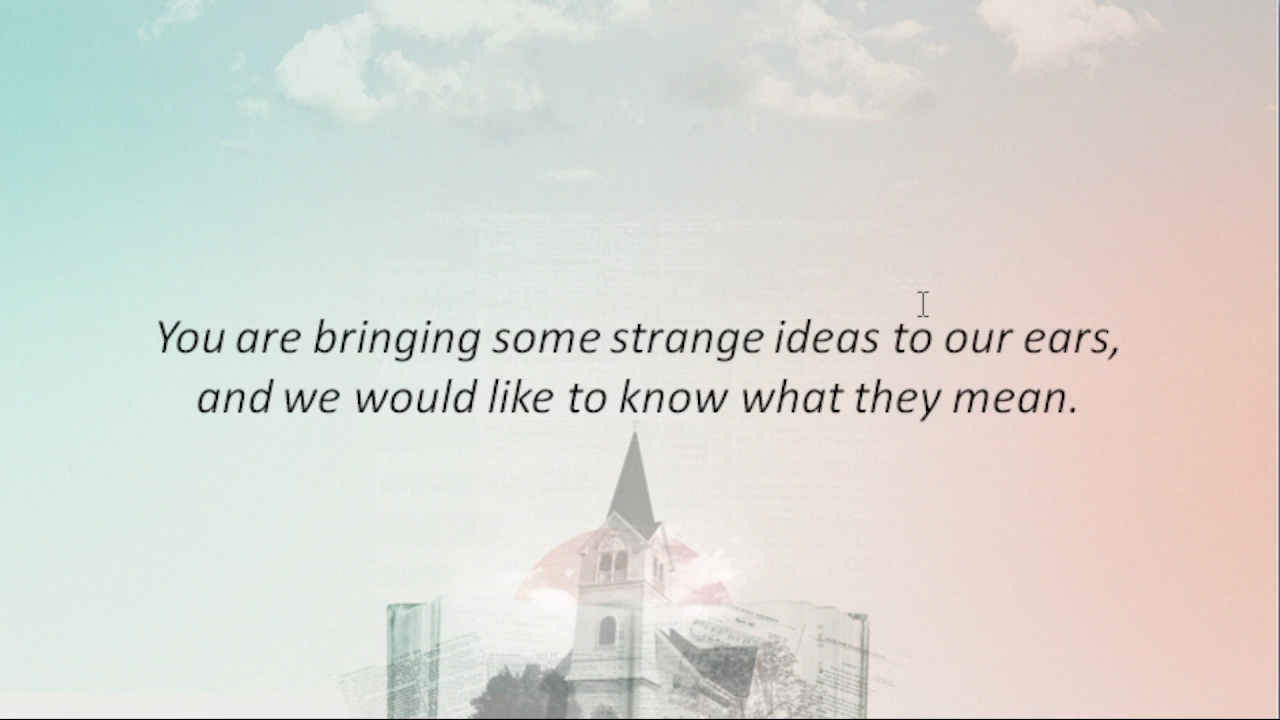 You are bringing some strange ideas to our ears,
and we would like to know what they mean.